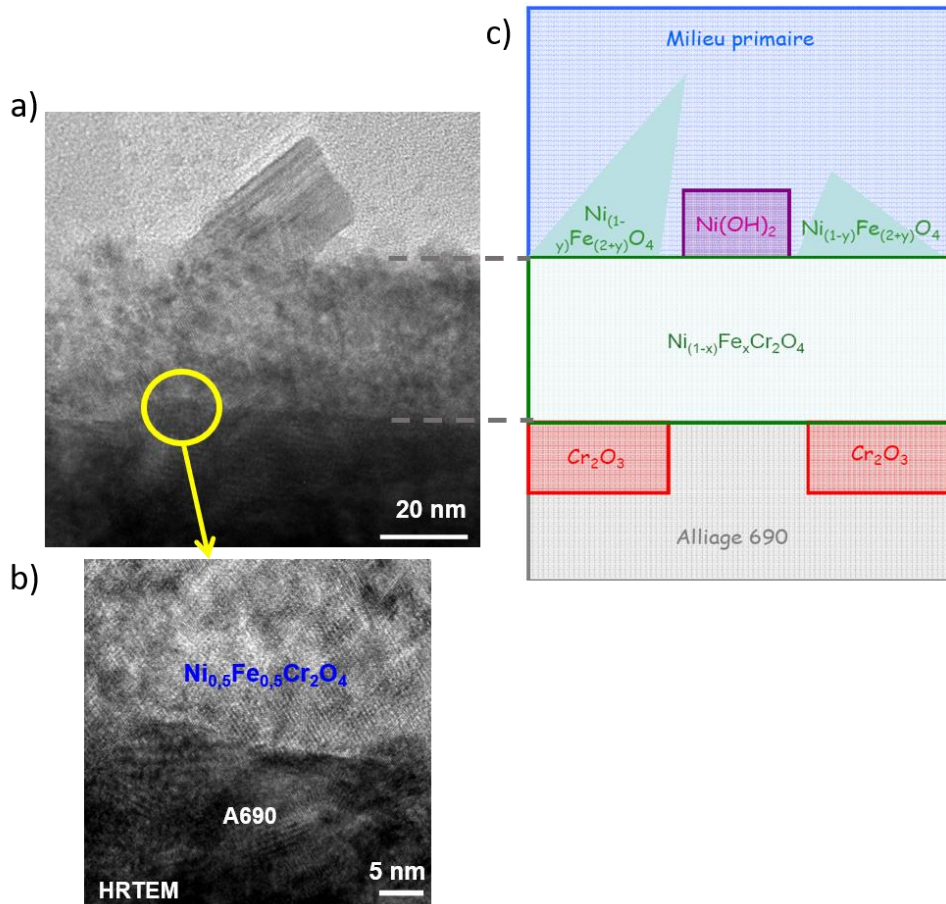 a)
20 nm
b)
Ni₀,₅Fe₀,₅Cr₂O₄
A690
5 nm
HRTEM
c)
Milieu primaire
Ni₍₁₋
y)Fe₍₂₊y₎O₄
Ni(OH)₂
Ni₍₁₋y₎Fe₍₂₊y₎O₄
Ni₍₁₋ₓ₎FeₓCr₂O₄
Cr₂O₃
Cr₂O₃
Alliage 690